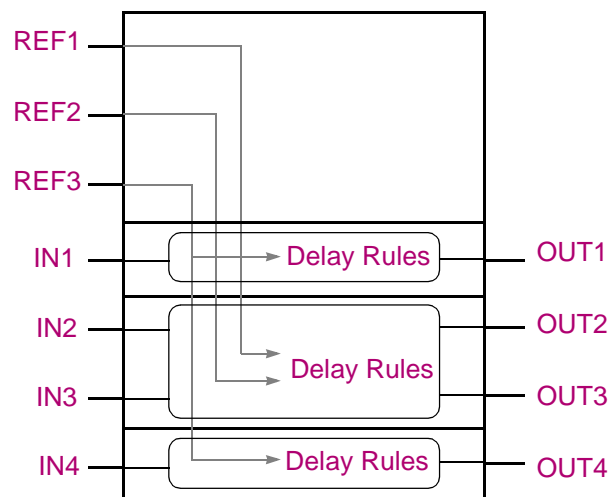 REF1
REF2
REF3
IN1
Delay Rules
OUT1
IN2
OUT2
Delay Rules
IN3
OUT3
IN4
Delay Rules
OUT4